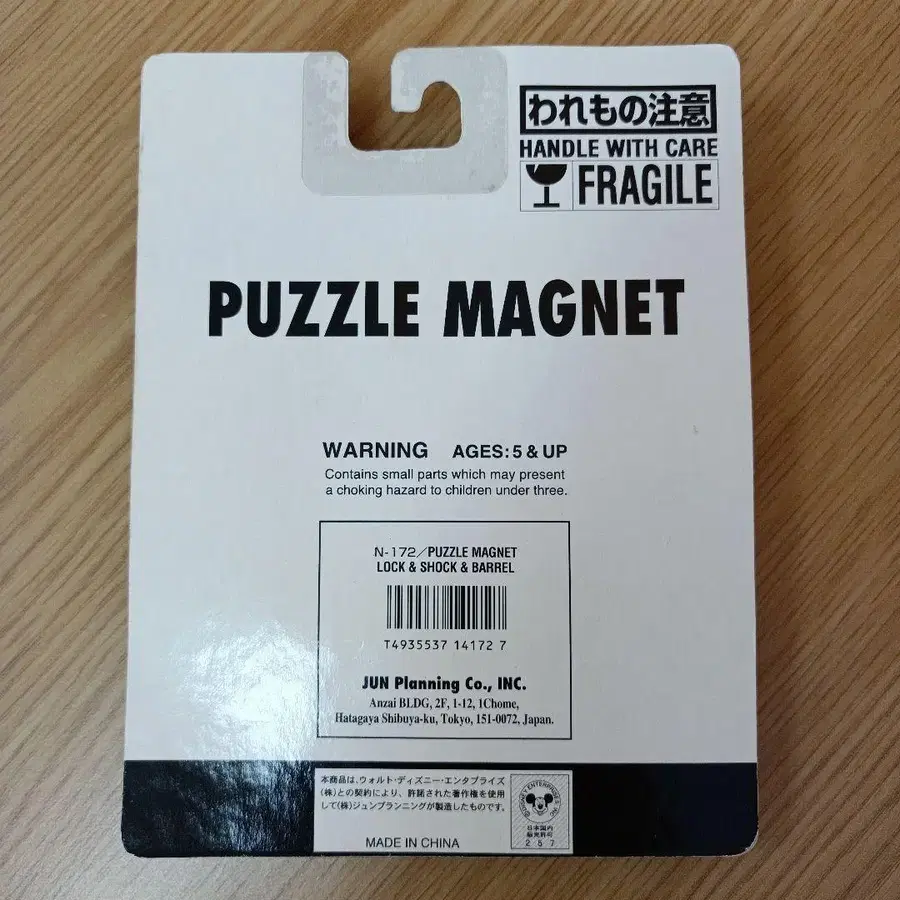 われもの注意
HANDLE WITH CARE
FRAGILE
PUZZLE MAGNET
WARNING AGES: 5 & UP
Contains small parts which may present
a choking hazard to children under three.
N-172/PUZZLE MAGNET
LOCK & SHOCK & BARREL
T4935537 14172 7
JUN Planning Co., INC.
Anzai BLDG, 2F, 1-12, 1Chome,
Hatagaya Shibuya-ku, Tokyo, 151-0072, Japan.
本商品は、ウォルト・ディズニー・エンタプライズ
(株)との契約により、許諾された著作権を使用
して(株)ジュンプランニングが製造したものです。
MADE IN CHINA
日本国内
販売許可
2 5 7